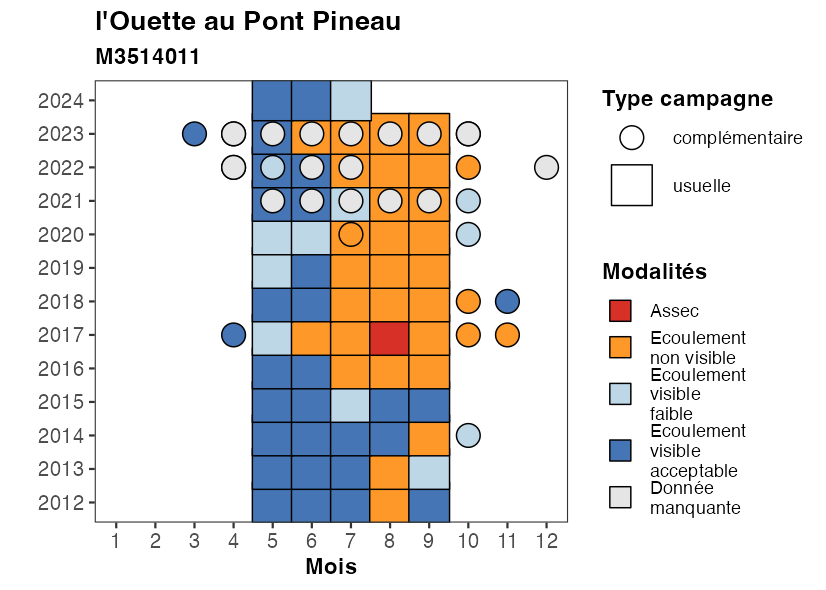 l'Ouette au Pont Pineau
M3514011
2024
2023
2022
2021
2020
2019
2018
2017
2016
2015
2014
2013
2012
1 2 3 4 5 6 7 8 9 10 11 12
Mois
Type campagne
complémentaire
usuelle
Modalités
Assec
Ecoulement
non visible
Ecoulement
visible
faible
Ecoulement
visible
acceptable
Donnée
manquante